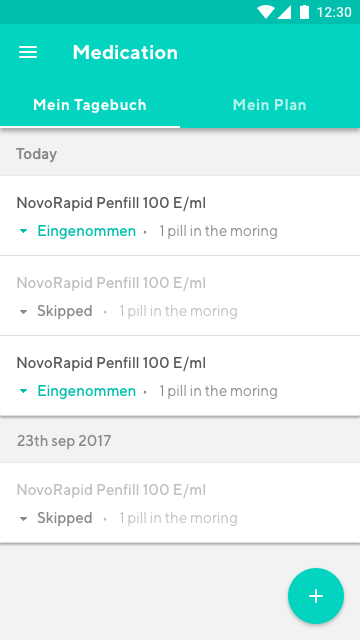 12:30
Medication
Mein Tagebuch Mein Plan
Today
NovoRapid Penfill 100 E/ml
Eingenommen • 1 pill in the moring
NovoRapid Penfill 100 E/ml
Skipped • 1 pill in the moring
NovoRapid Penfill 100 E/ml
Eingenommen • 1 pill in the moring
23th sep 2017
NovoRapid Penfill 100 E/ml
Skipped • 1 pill in the moring